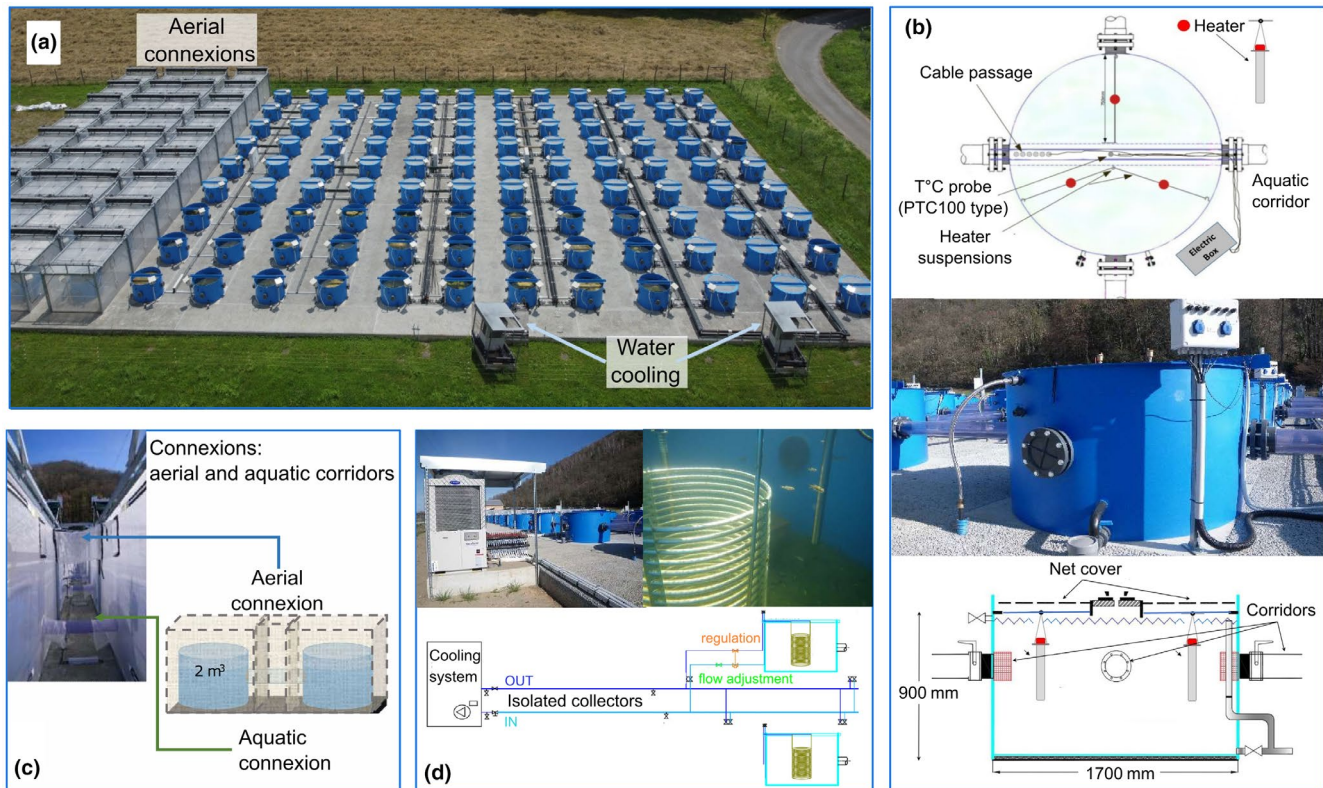 (a)
Aerial
connexions
Water
cooling
(b)
Heater
Cable passage
T°C probe
(PTC100 type)
Heater
suspensions
Aquatic
corridor
Electric
Box
Net cover
Corridors
900 mm
1700 mm
(c)
Connexions:
aerial and aquatic corridors
Aerial
connexion
2 m³
Aquatic
connexion
(d)
Cooling
system
OUT
Isolated collectors
IN
regulation
flow adjustment